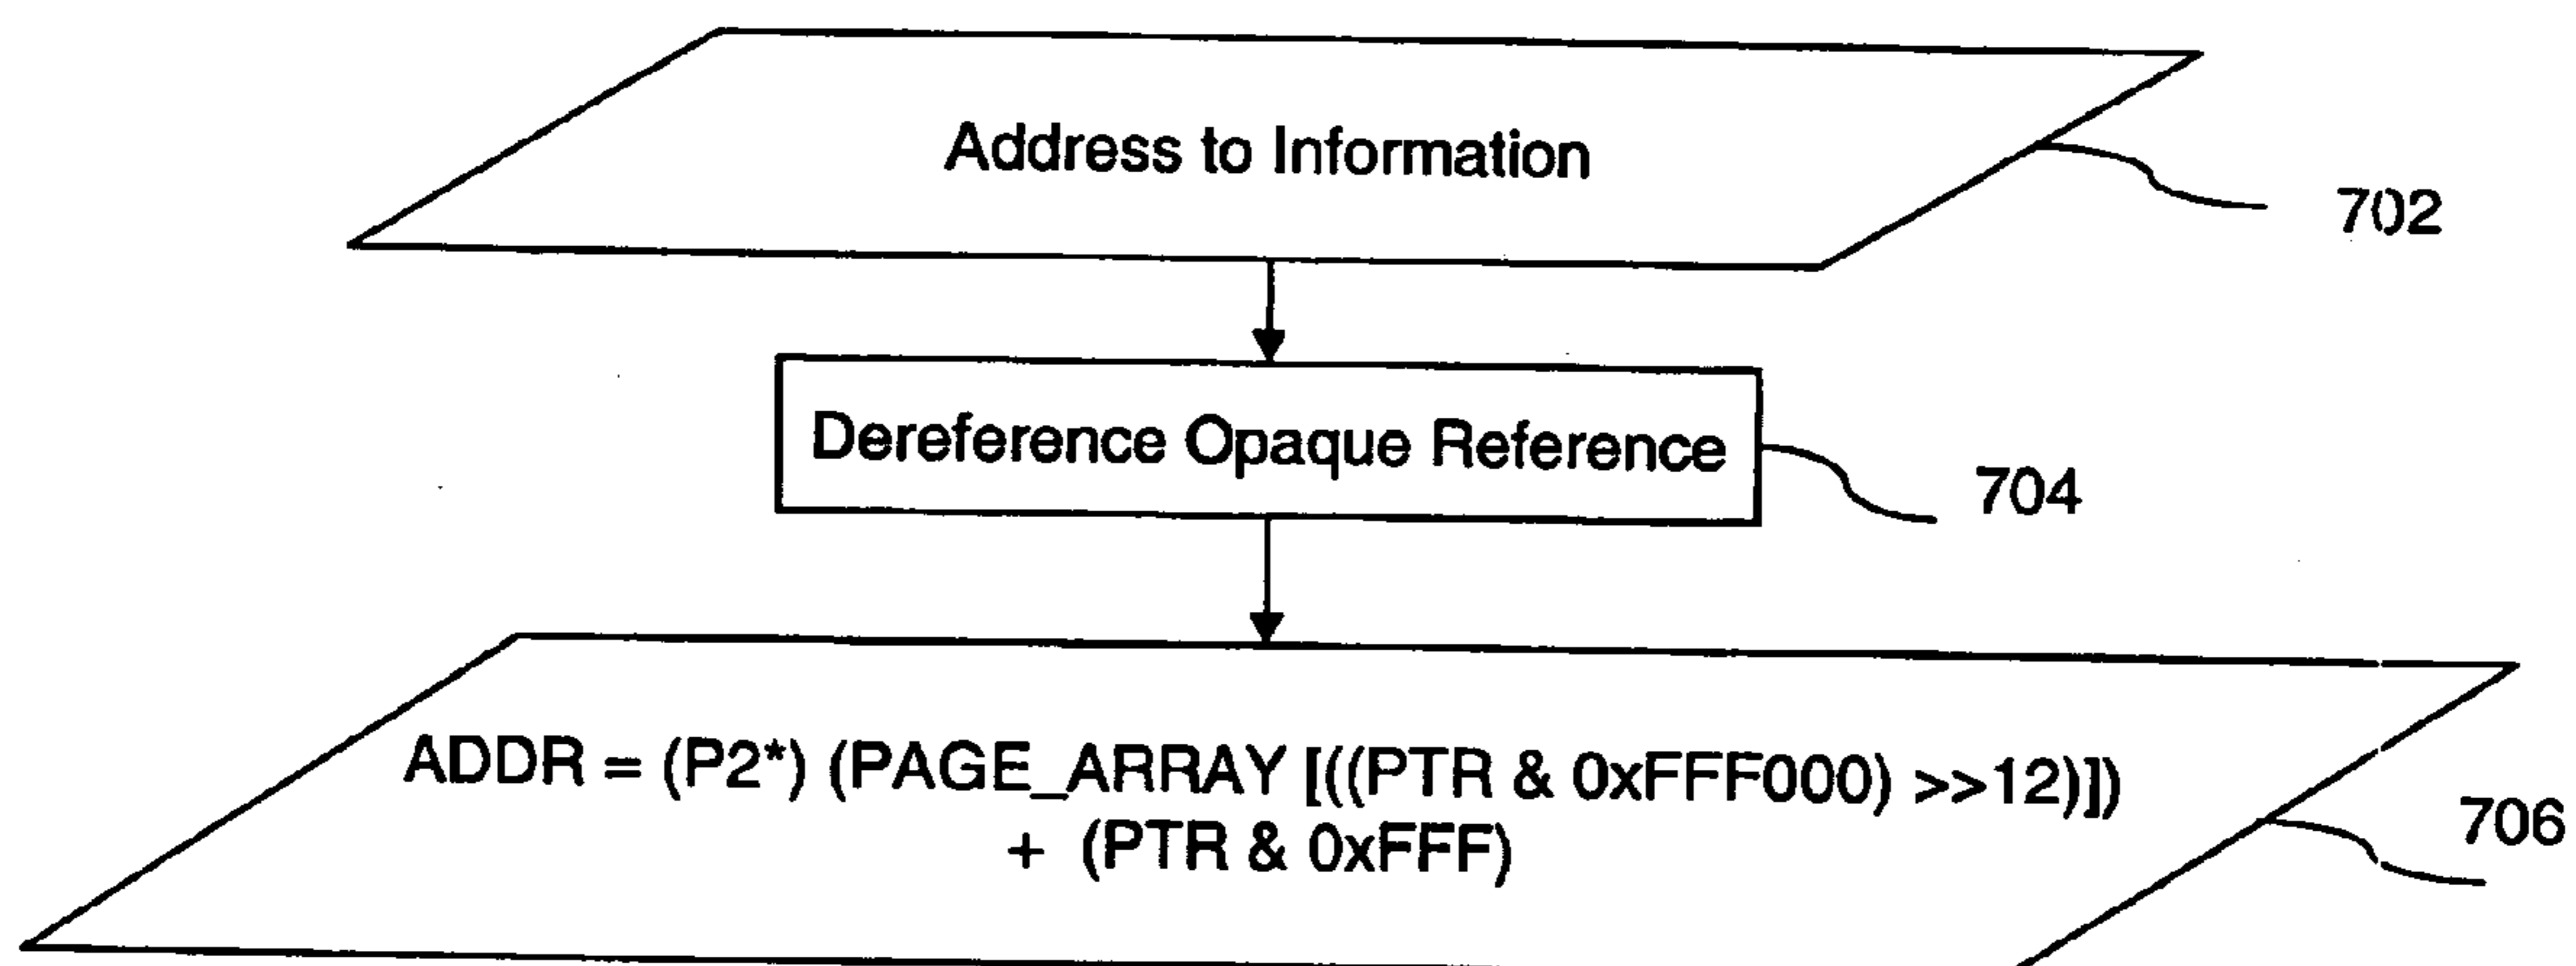 Address to Information
702
Dereference Opaque Reference
704
ADDR = (P2*) (PAGE_ARRAY [((PTR & 0xFFF000) >>12)])
+ (PTR & 0xFFF)
706